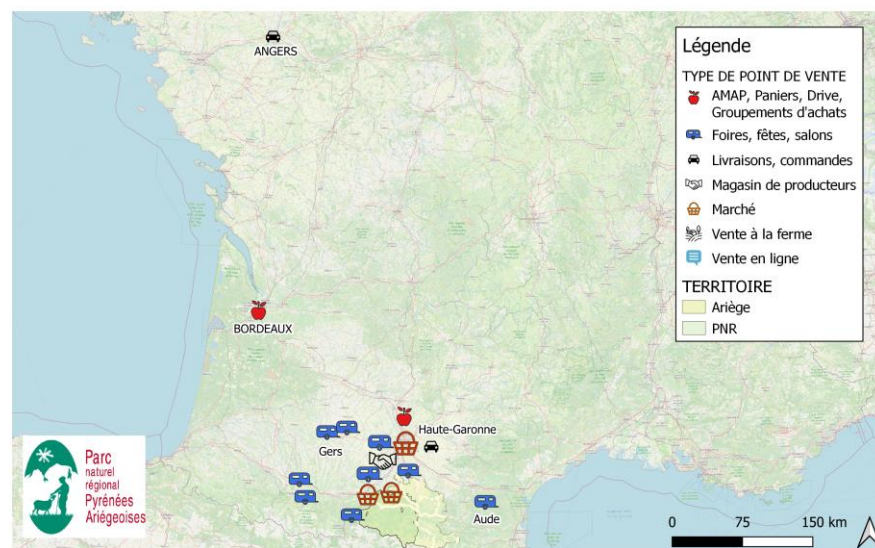 ANGERS
BORDEAUX
Haute-Garonne
Gers
Aude
Légende
TYPE DE POINT DE VENTE
AMAP, Paniers, Drive,
Groupements d'achats
Foires, fêtes, salons
Livraisons, commandes
Magasin de producteurs
Marché
Vente à la ferme
Vente en ligne
TERRITOIRE
Ariège
PNR
Parc
naturel
régional
Pyrénées
Ariégeoises
0 75 150 km